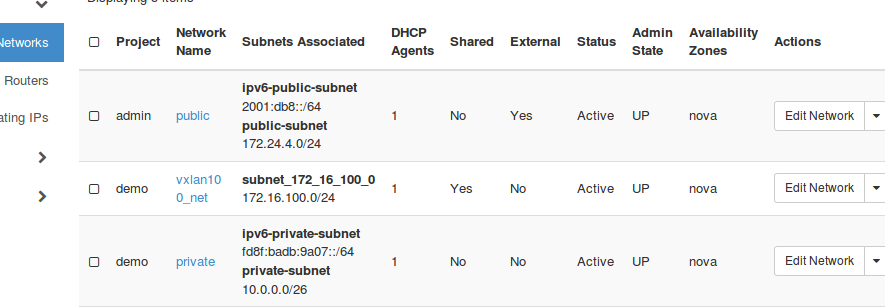 Displaying 3 items
Networks
Routers
ating IPs
Project Network Name Subnets Associated DHCP Agents Shared External Status Admin State Availability Zones Actions
ipv6-public-subnet
2001:db8::/64
admin public 1 No Yes Active UP nova Edit Network
public-subnet
172.24.4.0/24
demo vxlan10 subnet_172_16_100_0 1 Yes No Active UP nova Edit Network
0_net 172.16.100.0/24
ipv6-private-subnet
fd8f:badb:9a07::/64
demo private 1 No No Active UP nova Edit Network
private-subnet
10.0.0.0/26